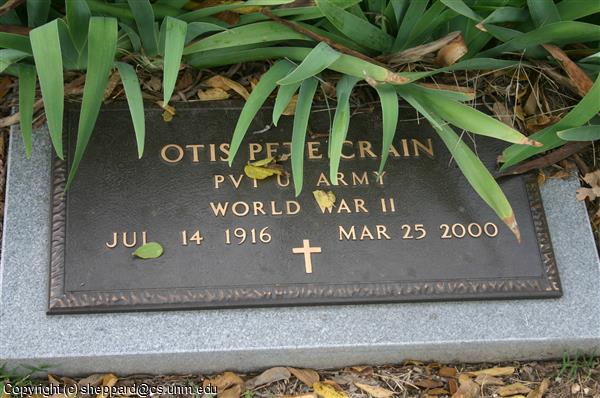 OTIS PETE CRAIN
PVT US ARMY
WORLD WAR II
JUL 14 1916 MAR 25 2000
Copyright (c) sheppard@cs.unm.edu